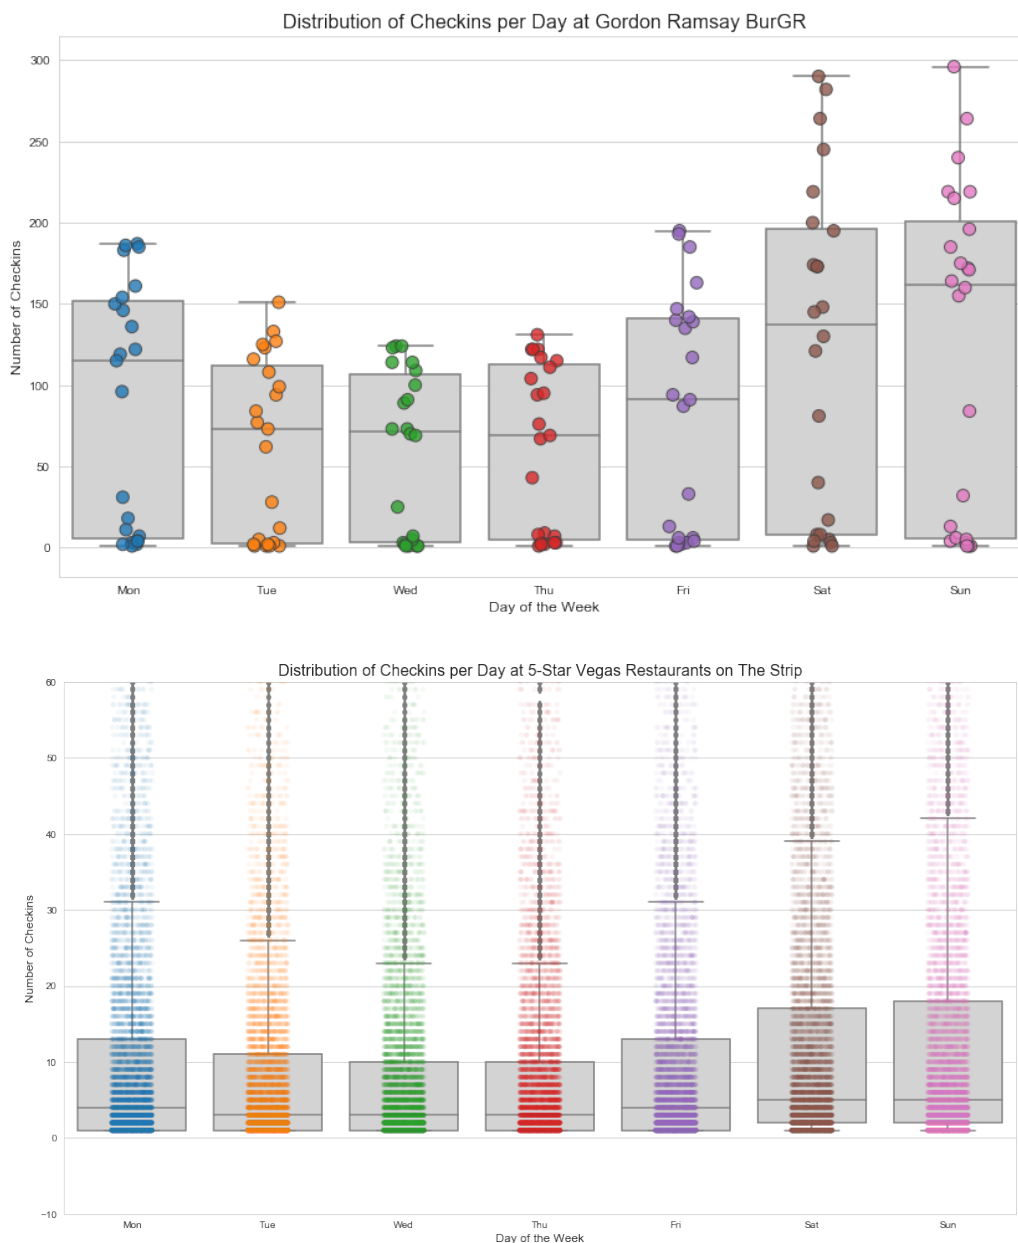 Distribution of Checkins per Day at Gordon Ramsay BurGR
300
250
200
150
100
50
0
Number of Checkins
Mon Tue Wed Thu Fri Sat Sun
Day of the Week
Distribution of Checkins per Day at 5-Star Vegas Restaurants on The Strip
60
50
40
30
20
10
0
−10
Number of Checkins
Mon Tue Wed Thu Fri Sat Sun
Day of the Week